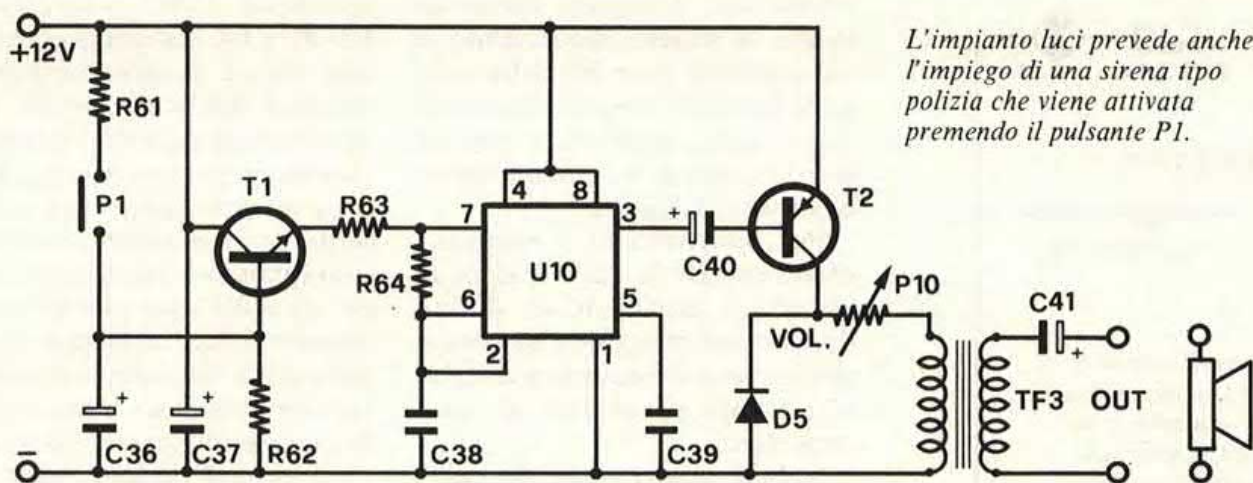 +12V
R61
P1
T1
R63
R64
7
4
8
3
6
5
2
1
U10
C40
+
T2
P10
VOL.
D5
C41
+
TF3
OUT
+
C36
+
C37
R62
C38
C39
–
L'impianto luci prevede anche
l'impiego di una sirena tipo
polizia che viene attivata
premendo il pulsante P1.